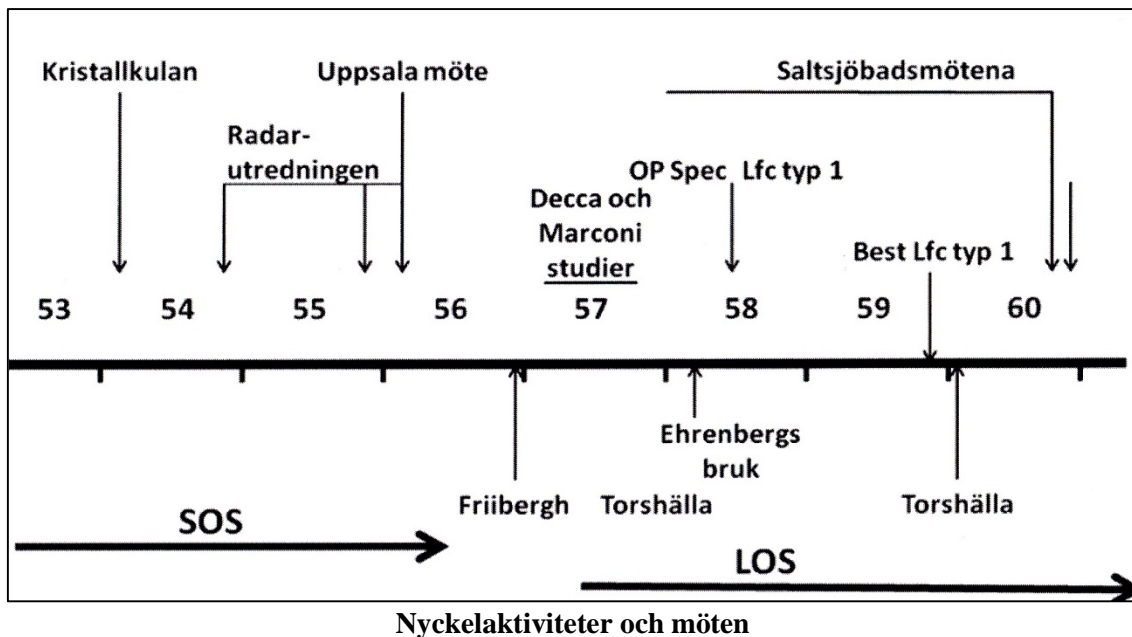 Kristallkulan
Uppsala möte
Saltsjöbadsmötena
Radar-
utredningen
OP Spec Lfc typ 1
Decca och
Marconi
studier
Best Lfc typ 1
53 54 55 56 57 58 59 60
Ehrenbergs
bruk
Friibergh
Torshälla
Torshälla
SOS
LOS
Nyckelaktiviteter och möten